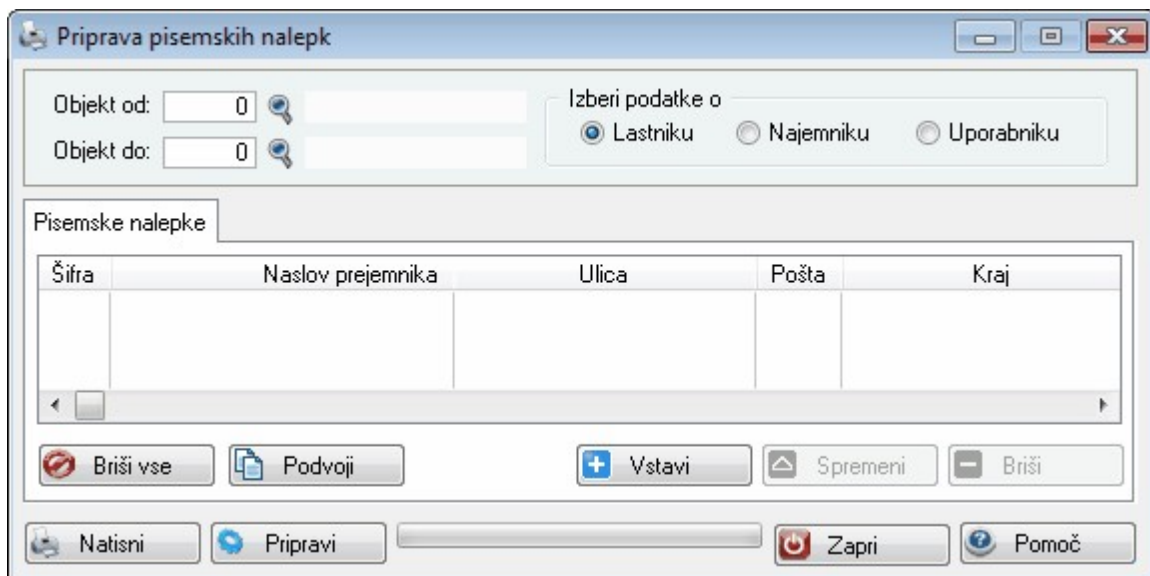 Priprava pisemskih nalepk
Objekt od: 0
Izberi podatke o
Lastniku Najemniku Uporabniku
Objekt do: 0
Pisemske nalepke
Šifra Naslov prejemnika Ulica Pošta Kraj
Briši vse Podvoji Vstavi Spremeni Briši
Natisni Pripravi Zapri Pomoč